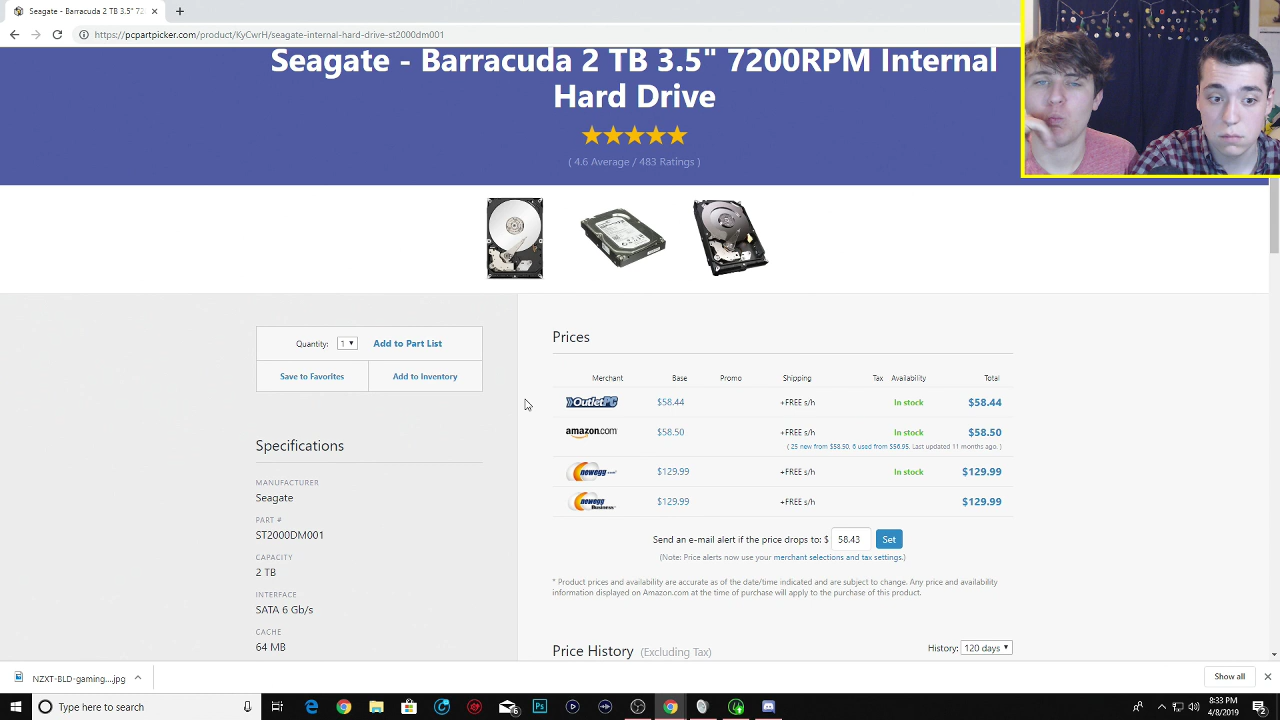 Seagate - Barracuda 2 TB 3.5" 72
https://pcpartpicker.com/product/KyCwrH/seagate-internal-hard-drive-st2000dm001
Seagate - Barracuda 2 TB 3.5" 7200RPM Internal
Hard Drive
( 4.6 Average / 483 Ratings )
Quantity: 1 Add to Part List
Save to Favorites Add to Inventory
Specifications
MANUFACTURER
Seagate
PART #
ST2000DM001
CAPACITY
2 TB
INTERFACE
SATA 6 Gb/s
CACHE
64 MB
Prices
Merchant Base Promo Shipping Tax Availability Total
OutletPC $58.44 +FREE s/h In stock $58.44
amazon.com $58.50 +FREE s/h In stock $58.50
( 25 new from $58.50, 6 used from $56.95, Last updated 11 months ago. )
newegg.com $129.99 +FREE s/h In stock $129.99
newegg Business $129.99 +FREE s/h $129.99
Send an e-mail alert if the price drops to: $ 58.43 Set
(Note: Price alerts now use your merchant selections and tax settings.)
* Product prices and availability are accurate as of the date/time indicated and are subject to change. Any price and availability
information displayed on Amazon.com at the time of purchase will apply to the purchase of this product.
Price History (Excluding Tax) History: 120 days
NZXT-BLD-gaming....jpg Show all
Type here to search
8:33 PM
4/8/2019